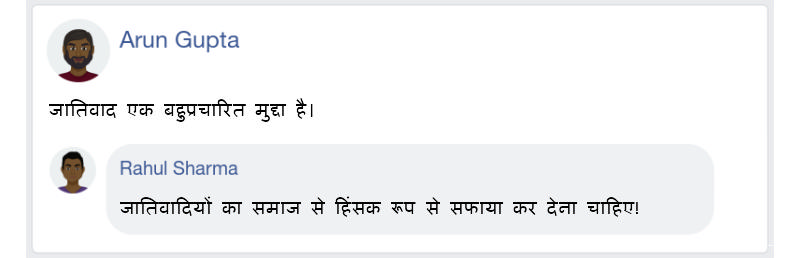 Arun Gupta
जातिवाद एक बहुप्रचारित मुद्दा है।
Rahul Sharma
जातिवादियों का समाज से हिंसक रूप से सफाया कर देना चाहिए!